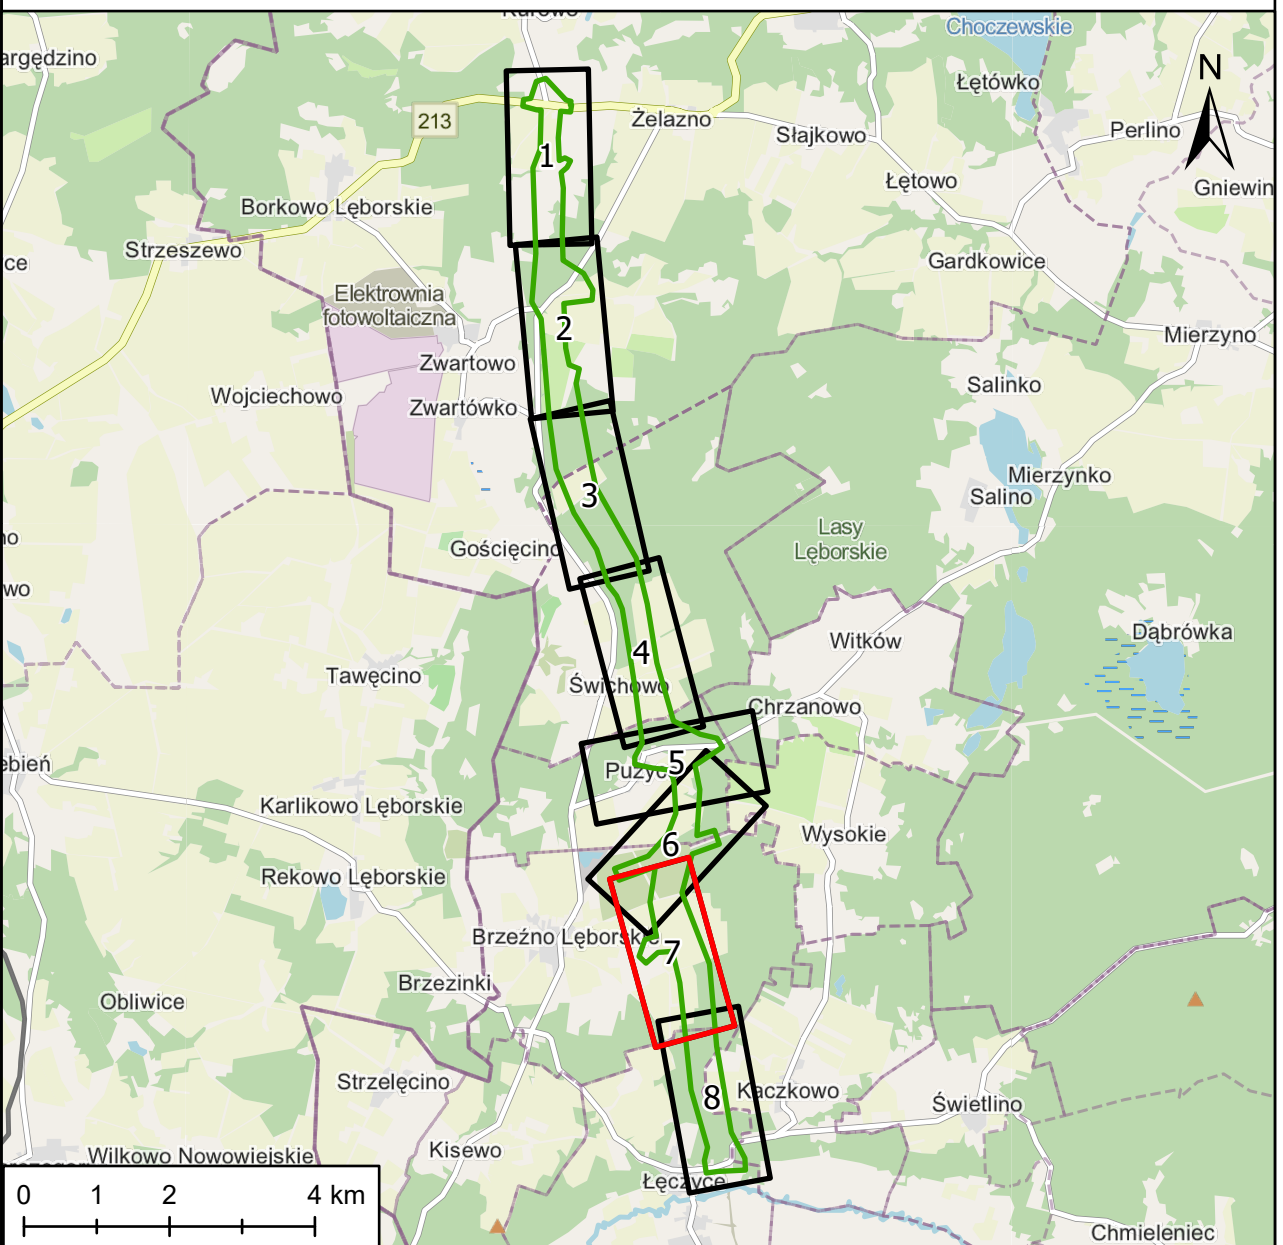 Choczewskie
argędzino
Łętówko
N
213
Żelazno
Słajkowo
Perlino
1
Łętowo
Gniewin
Borkowo Lęborskie
Strzeszewo
ce
Gardkowice
Elektrownia
fotowoltaiczna
2
Mierzyno
Zwartowo
Salinko
Wojciechowo
Zwartówko
Mierzynko
3
Salino
Lasy
Lęborskie
no
Gościęcino
wo
Dąbrówka
Witków
4
Tawęcino
Świchowo
Chrzanowo
ebień
5
Pużyc
Karlikowo Lęborskie
Wysokie
6
Rekowo Lęborskie
Brzeźno Lęborskie
7
Brzezinki
Obliwice
Strzelęcino
Kaczkowo
8
Świetlino
Kisewo
Wilkowo Nowowiejskie
Łęczyce
0 1 2 4 km
Chmieleniec